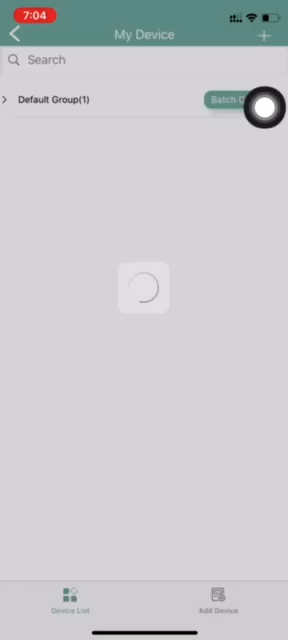 7:04
My Device
Search
Default Group(1)
Batch
Device List
Add Device